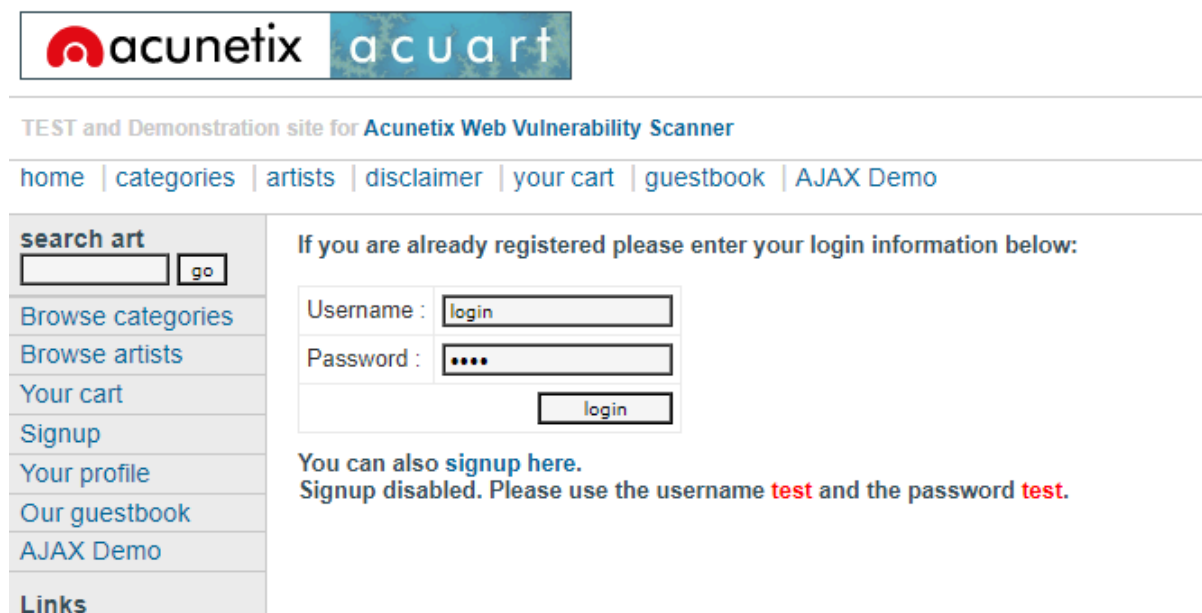 acunetix acuart
TEST and Demonstration site for Acunetix Web Vulnerability Scanner
home | categories | artists | disclaimer | your cart | guestbook | AJAX Demo
search art
go
Browse categories
Browse artists
Your cart
Signup
Your profile
Our guestbook
AJAX Demo
Links
If you are already registered please enter your login information below:
Username : login
Password : ••••
login
You can also signup here.
Signup disabled. Please use the username test and the password test.